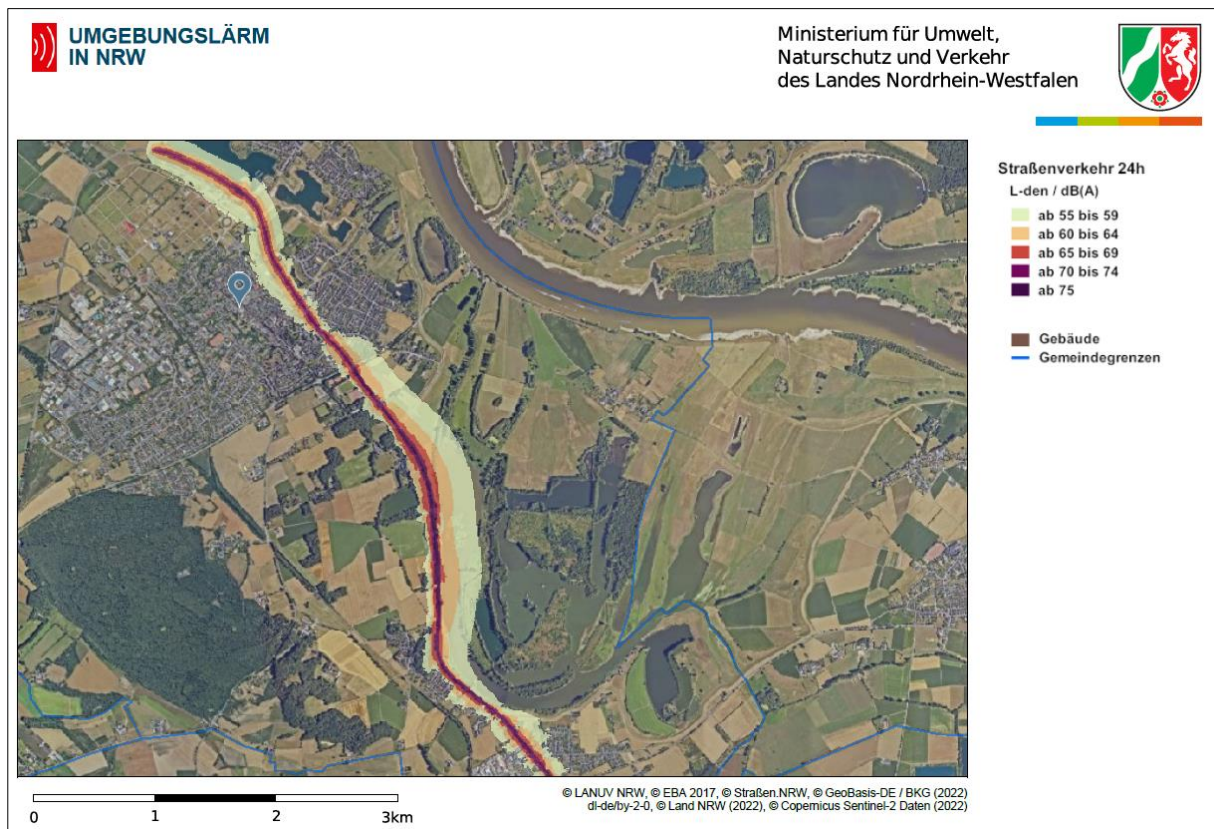 UMGEBUNGSLÄRM
IN NRW
Ministerium für Umwelt,
Naturschutz und Verkehr
des Landes Nordrhein-Westfalen
Straßenverkehr 24h
L-den / dB(A)
ab 55 bis 59
ab 60 bis 64
ab 65 bis 69
ab 70 bis 74
ab 75
Gebäude
Gemeindegrenzen
© LANUV NRW, © EBA 2017, © Straßen.NRW, © GeoBasis-DE / BKG (2022)
dl-de/by-2-0, © Land NRW (2022), © Copernicus Sentinel-2 Daten (2022)
0 1 2 3km